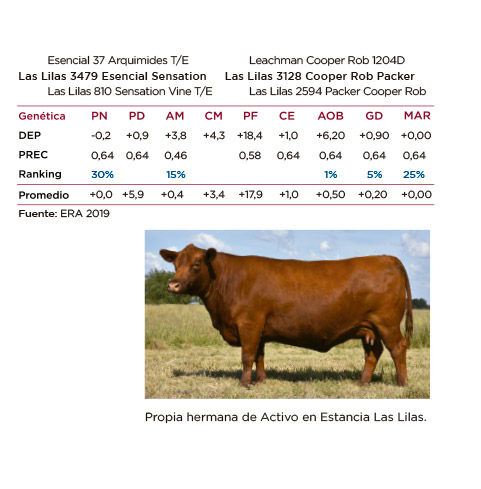 Esencial 37 Arquimides T/E Leachman Cooper Rob 1204D
Las Lilas 3479 Esencial Sensation Las Lilas 3128 Cooper Rob Packer
Las Lilas 810 Sensation Vine T/E Las Lilas 2594 Packer Cooper Rob
Genética PN PD AM CM PF CE AOB GD MAR
DEP -0,2 +0,9 +3,8 +4,3 +18,4 +1,0 +6,20 +0,90 +0,00
PREC 0,64 0,64 0,46 0,58 0,64 0,64 0,64 0,64
Ranking 30% 15% 1% 5% 25%
Promedio +0,0 +5,9 +0,4 +3,4 +17,9 +1,0 +0,50 +0,20 +0,00
Fuente: ERA 2019
Propia hermana de Activo en Estancia Las Lilas.